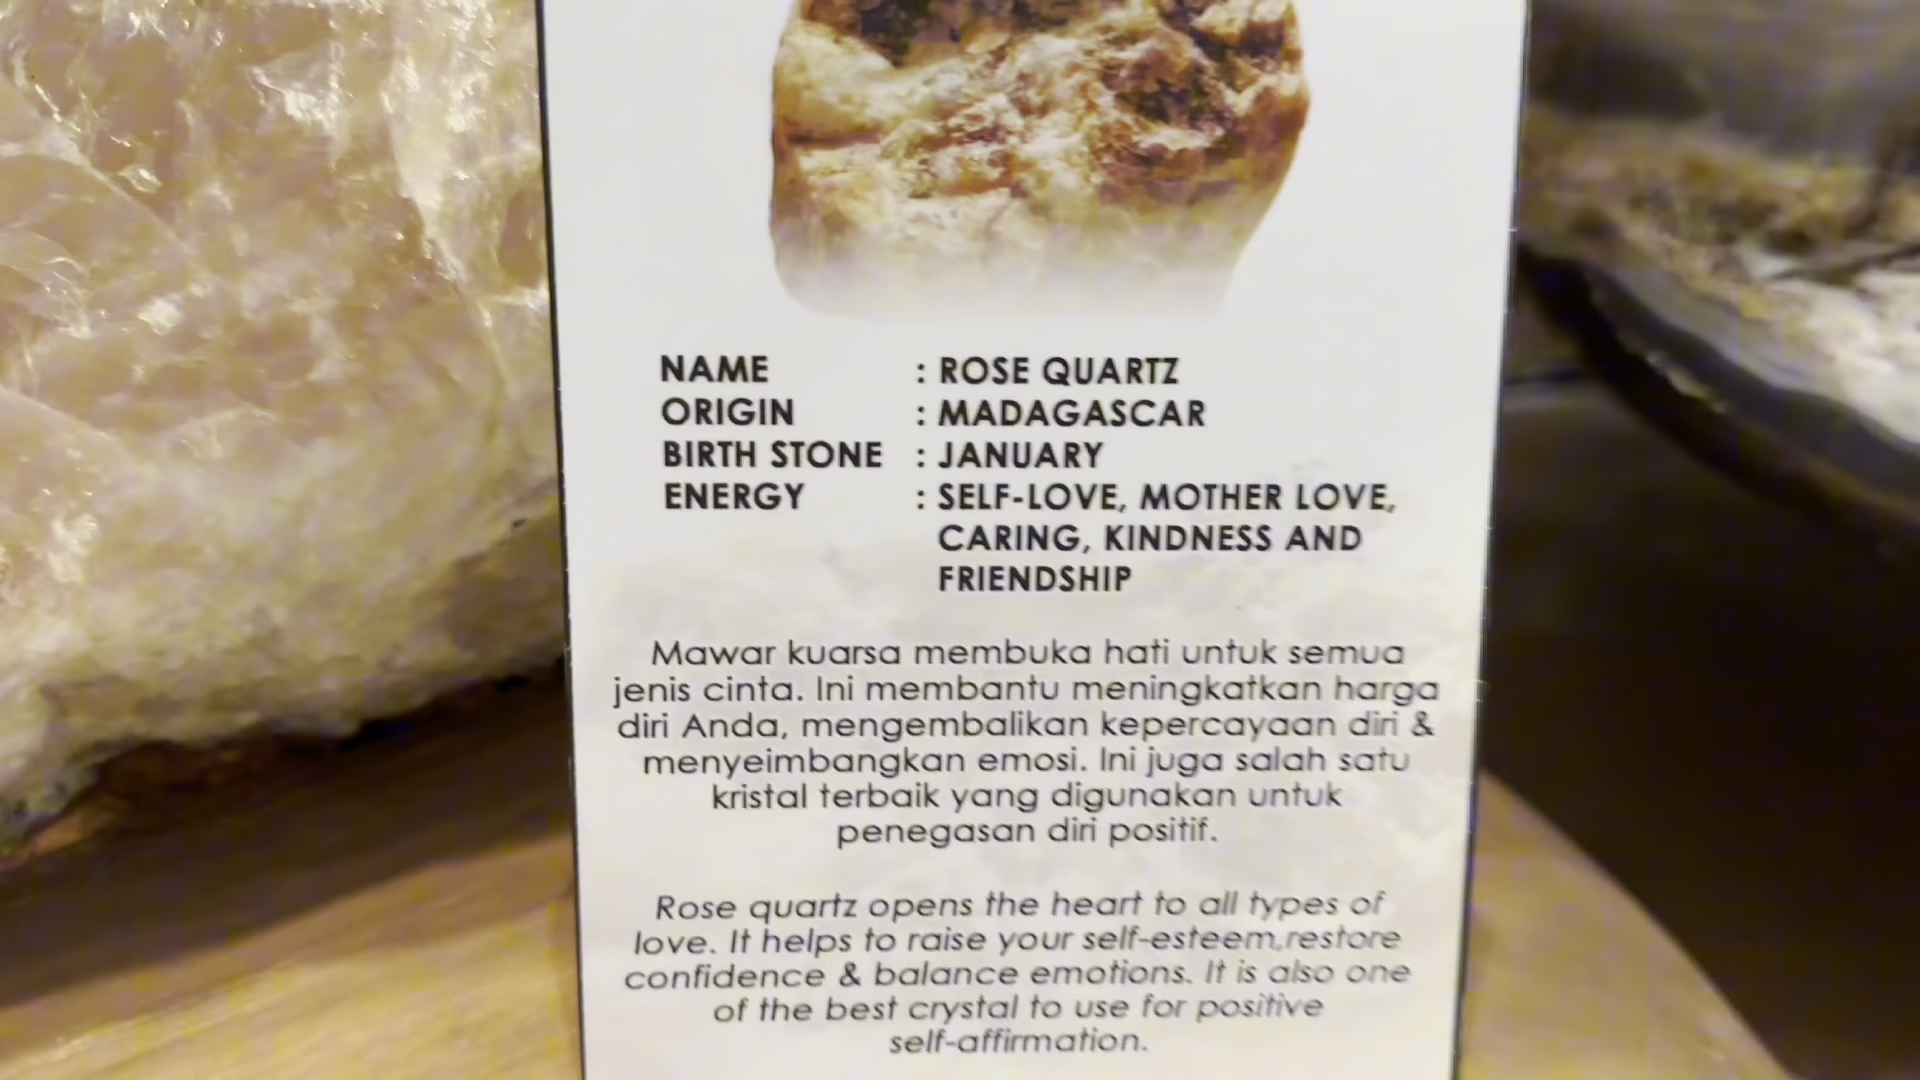 NAME : ROSE QUARTZ
ORIGIN : MADAGASCAR
BIRTH STONE : JANUARY
ENERGY : SELF-LOVE, MOTHER LOVE,
CARING, KINDNESS AND
FRIENDSHIP
Mawar kuarsa membuka hati untuk semua
jenis cinta. Ini membantu meningkatkan harga
diri Anda, mengembalikan kepercayaan diri &
menyeimbangkan emosi. Ini juga salah satu
kristal terbaik yang digunakan untuk
penegasan diri positif.
Rose quartz opens the heart to all types of
love. It helps to raise your self-esteem,restore
confidence & balance emotions. It is also one
of the best crystal to use for positive
self-affirmation.